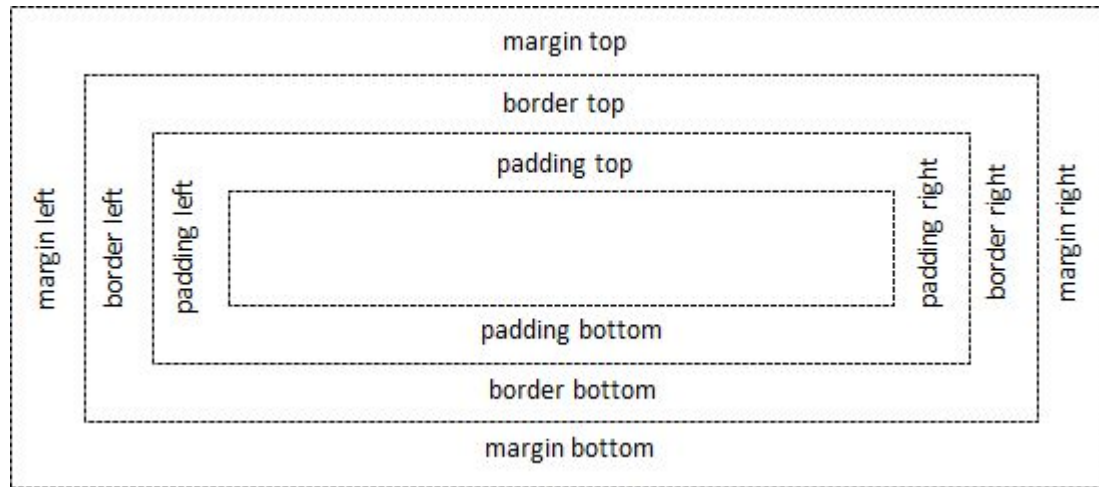 margin top
border top
padding top
margin left
border left
padding left
padding right
border right
margin right
padding bottom
border bottom
margin bottom